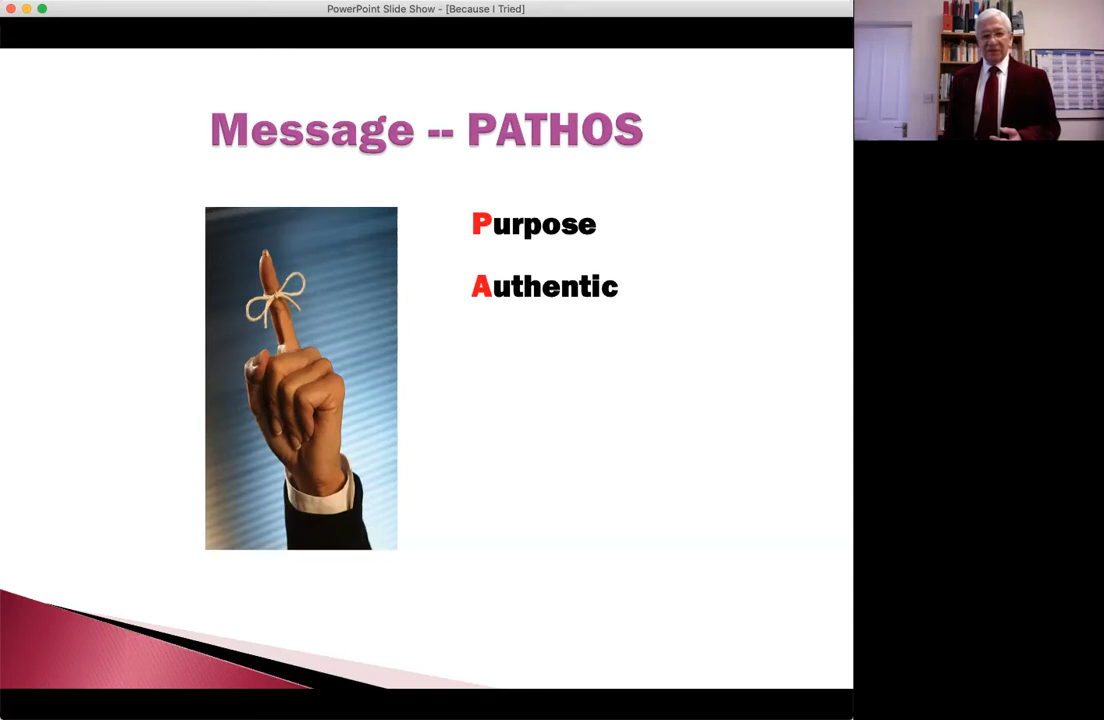 PowerPoint Slide Show - [Because I Tried]
Message -- PATHOS
Purpose
Authentic